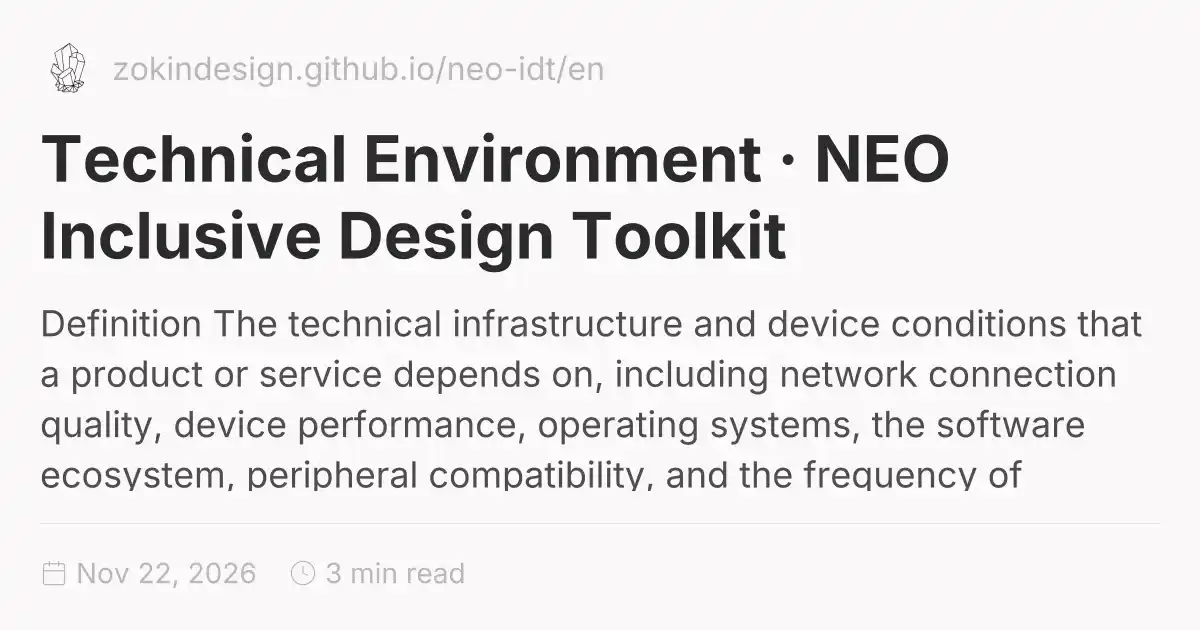 zokindesign.github.io/neo-idt/en
Technical Environment · NEO
Inclusive Design Toolkit
Definition The technical infrastructure and device conditions that
a product or service depends on, including network connection
quality, device performance, operating systems, the software
ecosystem, peripheral compatibility, and the frequency of
Nov 22, 2026 3 min read